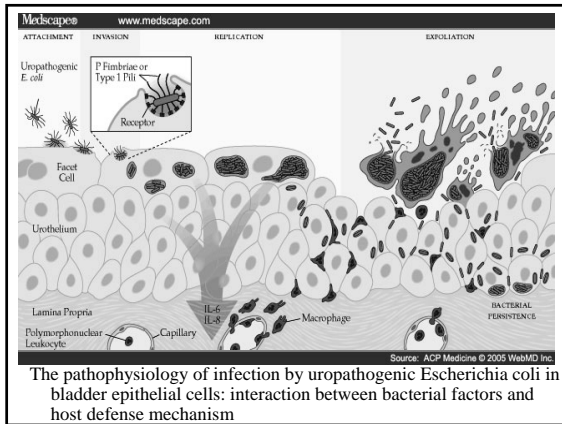 Medscape® www.medscape.com
ATTACHMENT INVASION REPLICATION EXFOLIATION
Uropathogenic
E. coli
P Fimbriae or
Type 1 Pili
Receptor
Facet
Cell
Urothelium
IL-6
IL-8
Lamina Propria
Macrophage
BACTERIAL
PERSISTENCE
Polymorphonuclear
Leukocyte
Capillary
Source: ACP Medicine © 2005 WebMD Inc.
The pathophysiology of infection by uropathogenic Escherichia coli in
bladder epithelial cells: interaction between bacterial factors and
host defense mechanism